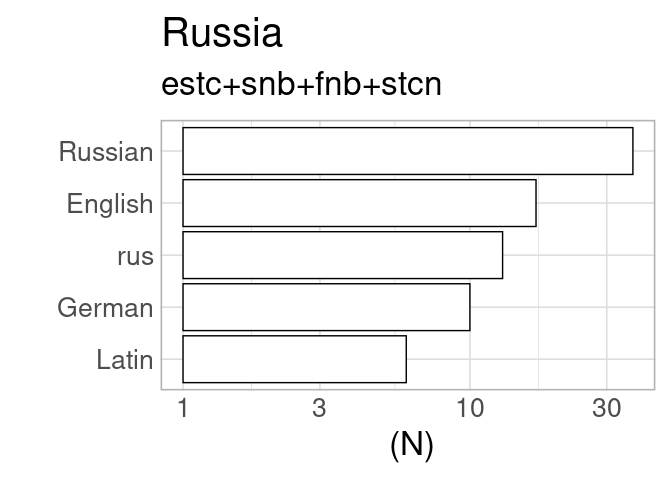 Russia
estc+snb+fnb+stcn
Russian
English
rus
German
Latin
1 3 10 30
(N)